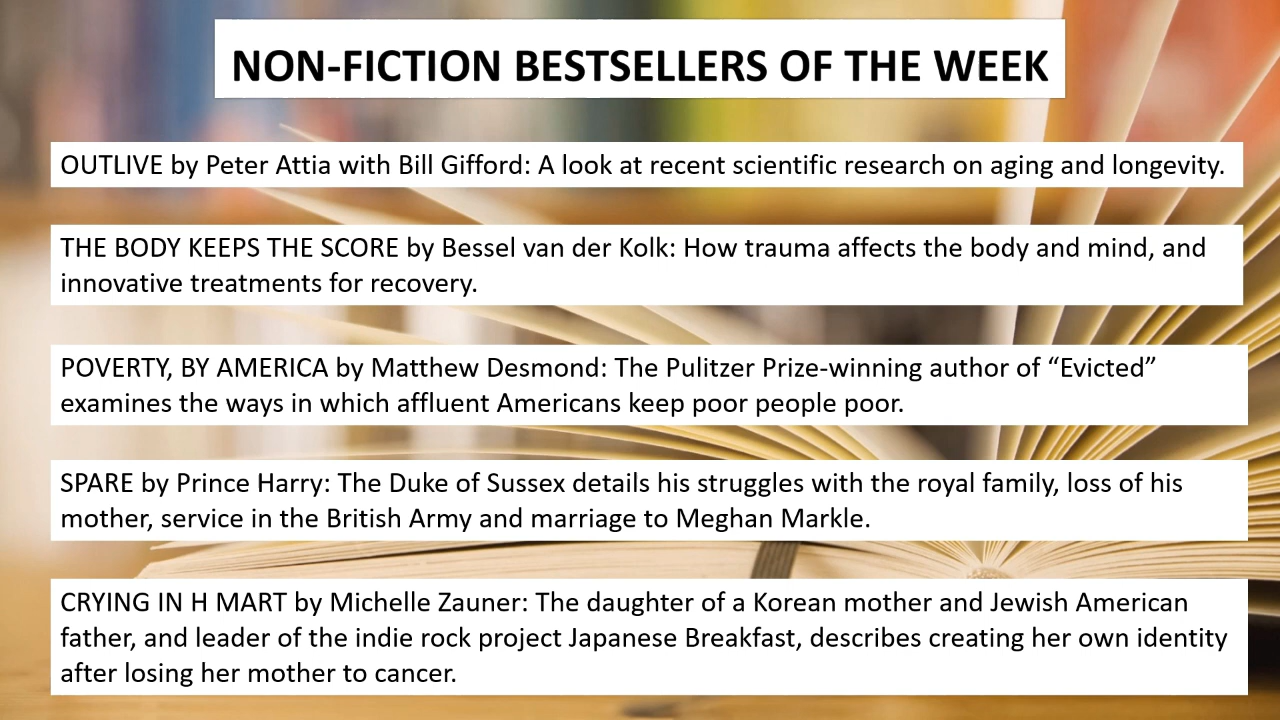 NON-FICTION BESTSELLERS OF THE WEEK
OUTLIVE by Peter Attia with Bill Gifford: A look at recent scientific research on aging and longevity.
THE BODY KEEPS THE SCORE by Bessel van der Kolk: How trauma affects the body and mind, and
innovative treatments for recovery.
POVERTY, BY AMERICA by Matthew Desmond: The Pulitzer Prize-winning author of “Evicted”
examines the ways in which affluent Americans keep poor people poor.
SPARE by Prince Harry: The Duke of Sussex details his struggles with the royal family, loss of his
mother, service in the British Army and marriage to Meghan Markle.
CRYING IN H MART by Michelle Zauner: The daughter of a Korean mother and Jewish American
father, and leader of the indie rock project Japanese Breakfast, describes creating her own identity
after losing her mother to cancer.